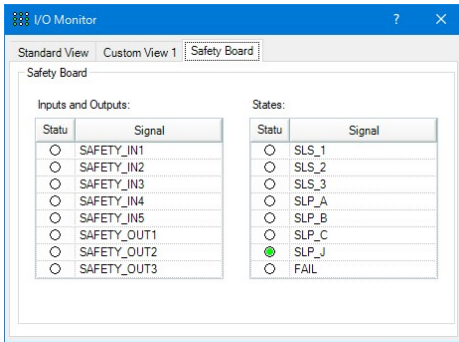 I/O Monitor ?
Standard View Custom View 1 Safety Board
Safety Board
Inputs and Outputs: States:
Statu Signal Statu Signal
SAFETY_IN1 SLS_1
SAFETY_IN2 SLS_2
SAFETY_IN3 SLS_3
SAFETY_IN4 SLP_A
SAFETY_IN5 SLP_B
SAFETY_OUT1 SLP_C
SAFETY_OUT2 SLP_J
SAFETY_OUT3 FAIL